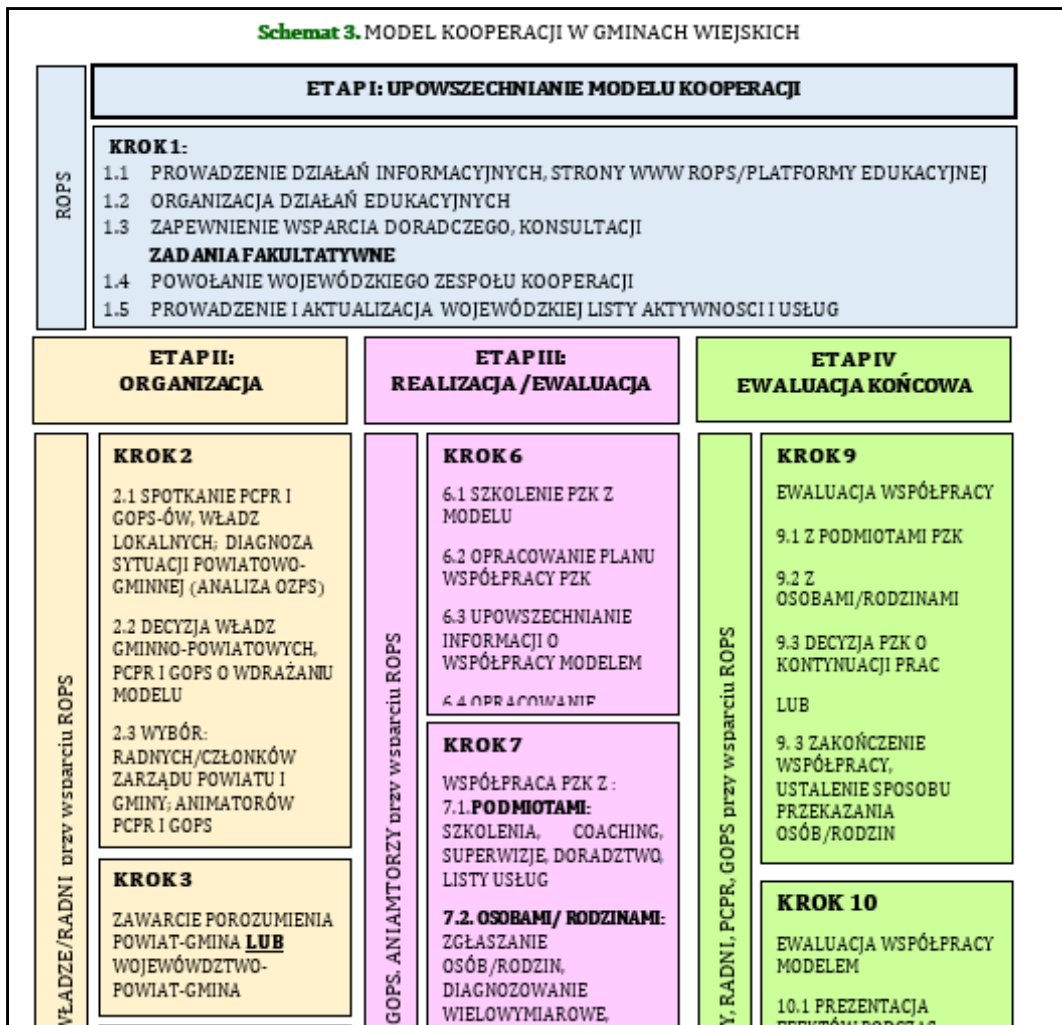 Schemat 3. MODEL KOOPERACJI W GMINACH WIEJSKICH
ROPS
ETAP I: UPOWSZECHNIANIE MODELU KOOPERACJI
KROK 1:
1.1 PROWADZENIE DZIAŁAŃ INFORMACYJNYCH, STRONY WWW ROPS/PLATFORMY EDUKACYJNEJ
1.2 ORGANIZACJA DZIAŁAŃ EDUKACYJNYCH
1.3 ZAPEWNIENIE WSPARCIA DORADCZEGO, KONSULTACJI
ZADANIA FAKULTATYWNE
1.4 POWOŁANIE WOJEWÓDZKIEGO ZESPOŁU KOOPERACJI
1.5 PROWADZENIE I AKTUALIZACJA WOJEWÓDZKIEJ LISTY AKTYWNOSCI I USŁUG
ETAP II:
ORGANIZACJA
WŁADZE/RADNI przy wsparciu ROPS
KROK 2
2.1 SPOTKANIE PCPR I
GOPS-ÓW, WŁADZ
LOKALNYCH; DIAGNOZA
SYTUACJI POWIATOWO-
GMINNEJ (ANALIZA OZPS)
2.2 DECYZJA WŁADZ
GMINNO-POWIATOWYCH,
PCPR I GOPS O WDRAŻANIU
MODELU
2.3 WYBÓR:
RADNYCH/CZŁONKÓW
ZARZĄDU POWIATU I
GMINY; ANIMATORÓW
PCPR I GOPS
KROK 3
ZAWARCIE POROZUMIENIA
POWIAT-GMINA LUB
WOJEWÓWDZTWO-
POWIAT-GMINA
ETAP III:
REALIZACJA /EWALUACJA
GOPS. ANIAMTORZY przy wsparciu ROPS
KROK 6
6.1 SZKOLENIE PZK Z
MODELU
6.2 OPRACOWANIE PLANU
WSPÓŁPRACY PZK
6.3 UPOWSZECHNIANIE
INFORMACJI O
WSPÓŁPRACY MODELEM
6.4 OPRACOWANIE
KROK 7
WSPÓŁPRACA PZK Z :
7.1.PODMIOTAMI:
SZKOLENIA, COACHING,
SUPERWIZJE, DORADZTWO,
LISTY USŁUG
7.2. OSOBAMI/ RODZINAMI:
ZGŁASZANIE
OSÓB/RODZIN,
DIAGNOZOWANIE
WIELOWYMIAROWE,
ETAP IV
EWALUACJA KOŃCOWA
Y, RADNI, PCPR, GOPS przy wsparciu ROPS
KROK 9
EWALUACJA WSPÓŁPRACY
9.1 Z PODMIOTAMI PZK
9.2 Z
OSOBAMI/RODZINAMI
9.3 DECYZJA PZK O
KONTYNUACJI PRAC
LUB
9. 3 ZAKOŃCZENIE
WSPÓŁPRACY,
USTALENIE SPOSOBU
PRZEKAZANIA
OSÓB/RODZIN
KROK 10
EWALUACJA WSPÓŁPRACY
MODELEM
10.1 PREZENTACJA
EFEKTÓW PODCZAS